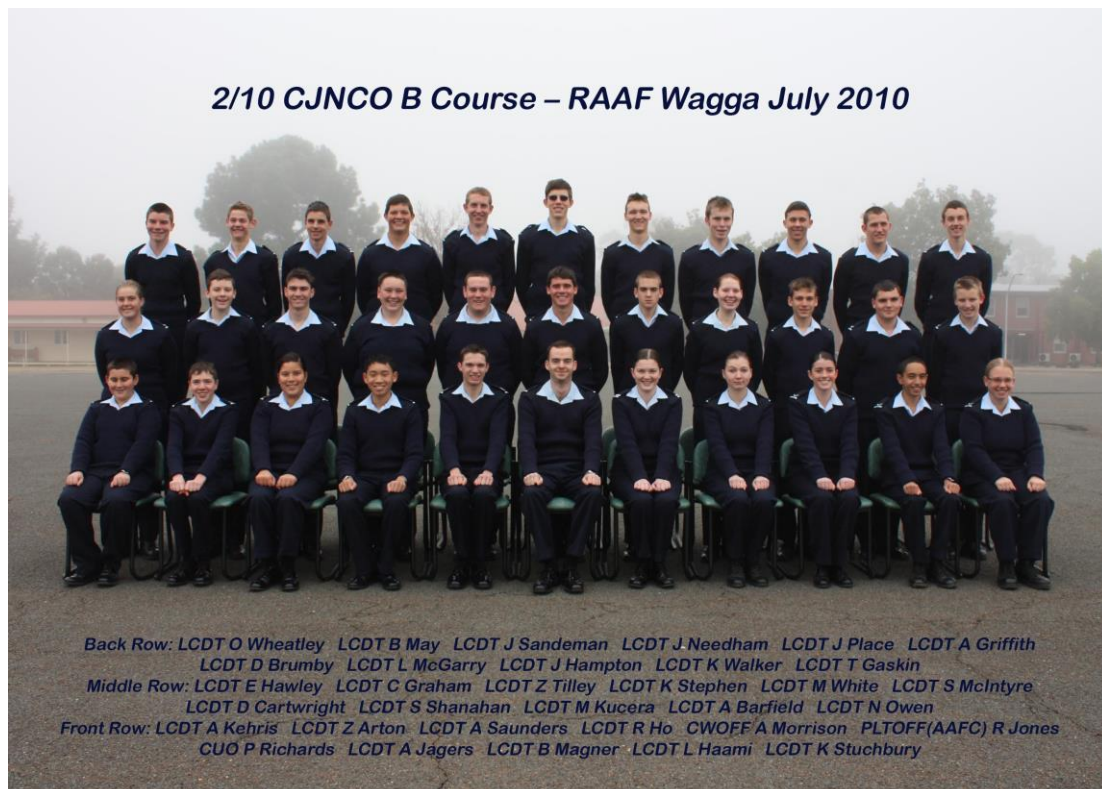 2/10 CJNCO B Course – RAAF Wagga July 2010
Back Row: LCDT O Wheatley LCDT B May LCDT J Sandeman LCDT J Needham LCDT J Place LCDT A Griffith
LCDT D Brumby LCDT L McGarry LCDT J Hampton LCDT K Walker LCDT T Gaskin
Middle Row: LCDT E Hawley LCDT C Graham LCDT Z Tilley LCDT K Stephen LCDT M White LCDT S McIntyre
LCDT D Cartwright LCDT S Shanahan LCDT M Kucera LCDT A Barfield LCDT N Owen
Front Row: LCDT A Kehris LCDT Z Arton LCDT A Saunders LCDT R Ho CWOFF A Morrison PLTOFF(AAFC) R Jones
CUO P Richards LCDT A Jagers LCDT B Magner LCDT L Haami LCDT K Stuchbury